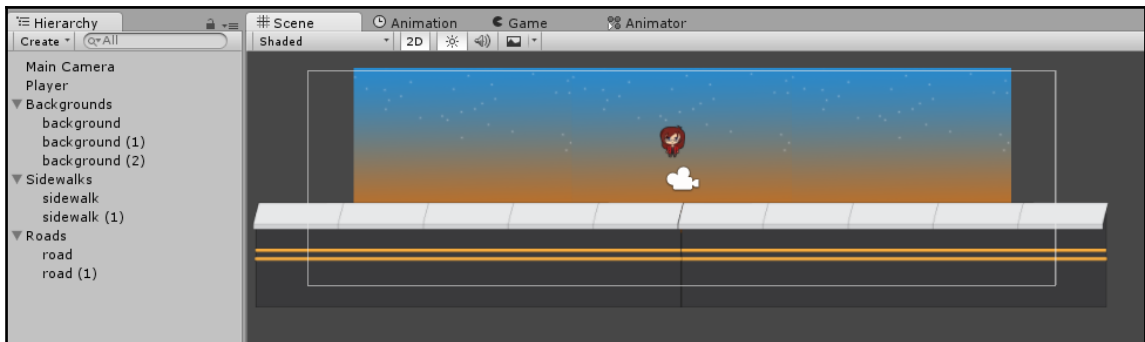 Hierarchy
Create All
Main Camera
Player
Backgrounds
background
background (1)
background (2)
Sidewalks
sidewalk
sidewalk (1)
Roads
road
road (1)
Scene Animation Game Animator
Shaded 2D